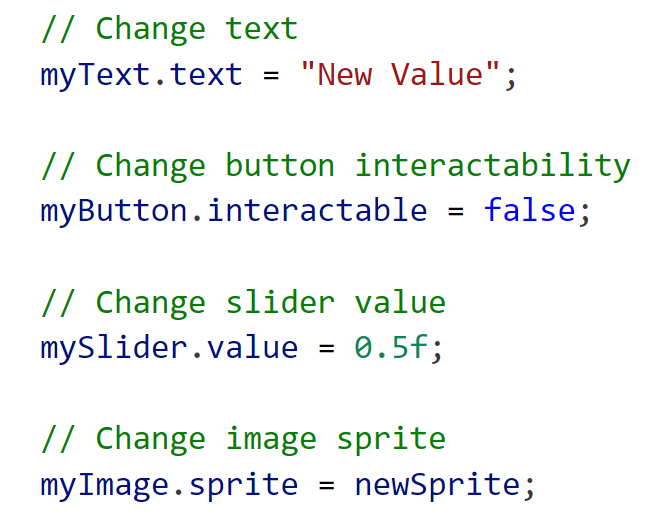 // Change text
myText.text = "New Value";
// Change button interactability
myButton.interactable = false;
// Change slider value
mySlider.value = 0.5f;
// Change image sprite
myImage.sprite = newSprite;